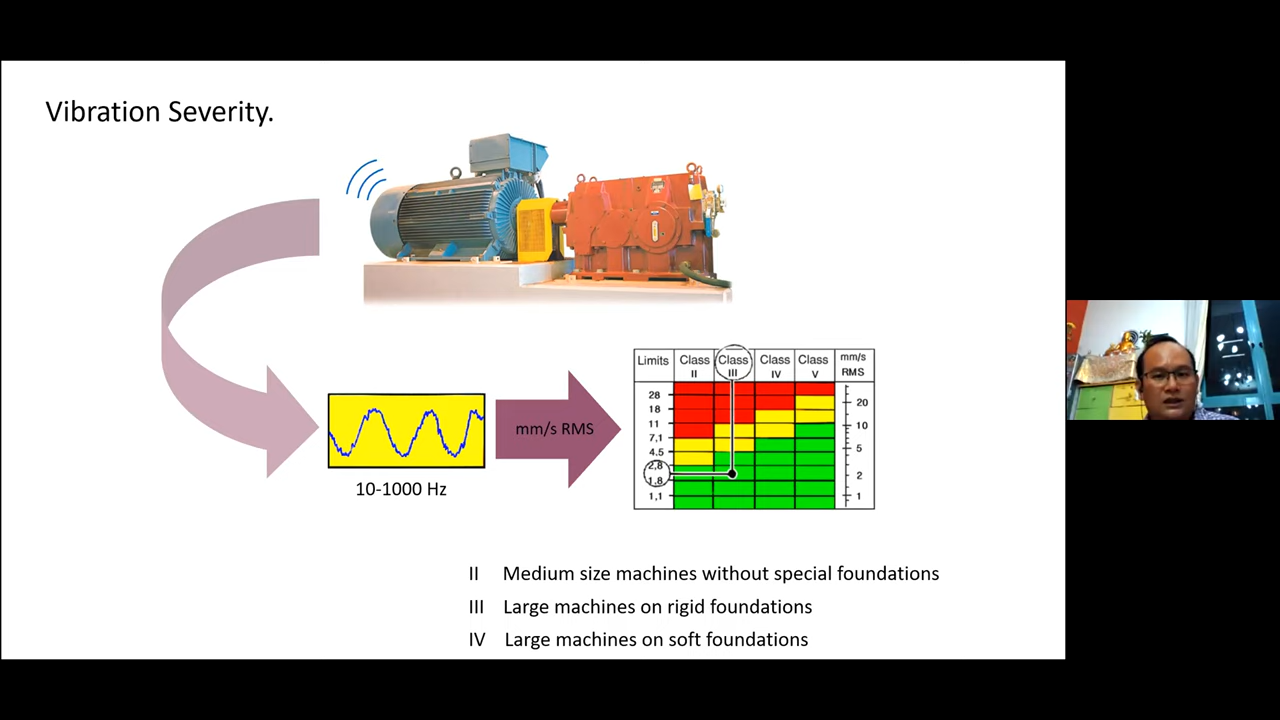 Vibration Severity.
Limits Class II Class III Class IV Class V mm/s RMS
28
18
11
7,1
4.5
2,8
1,8
1,1
20
10
5
2
1
mm/s RMS
10-1000 Hz
II Medium size machines without special foundations
III Large machines on rigid foundations
IV Large machines on soft foundations